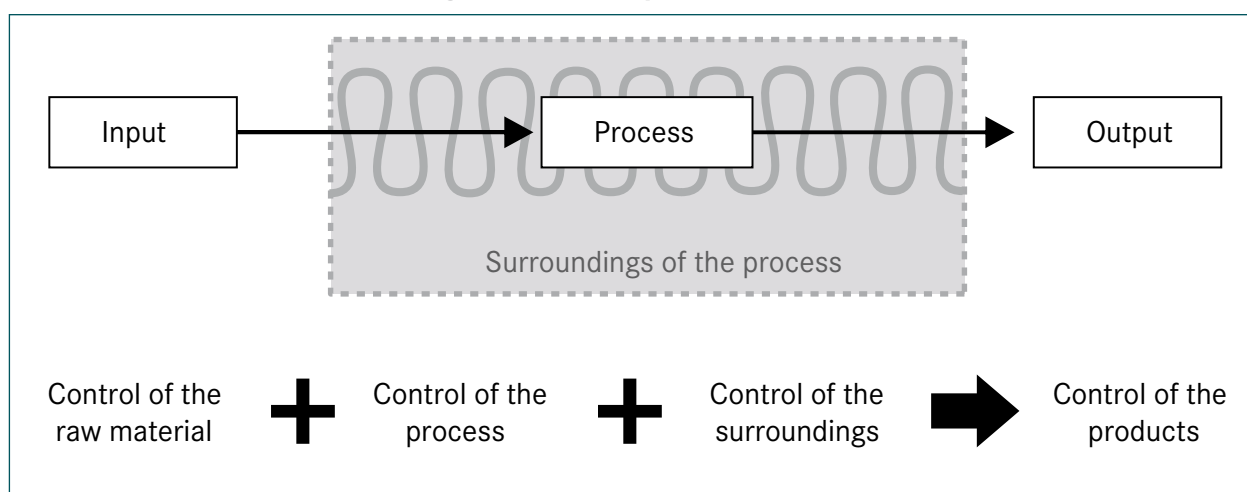 Input
Process
Output
Surroundings of the process
Control of the
raw material
Control of the
process
Control of the
surroundings
Control of the
products